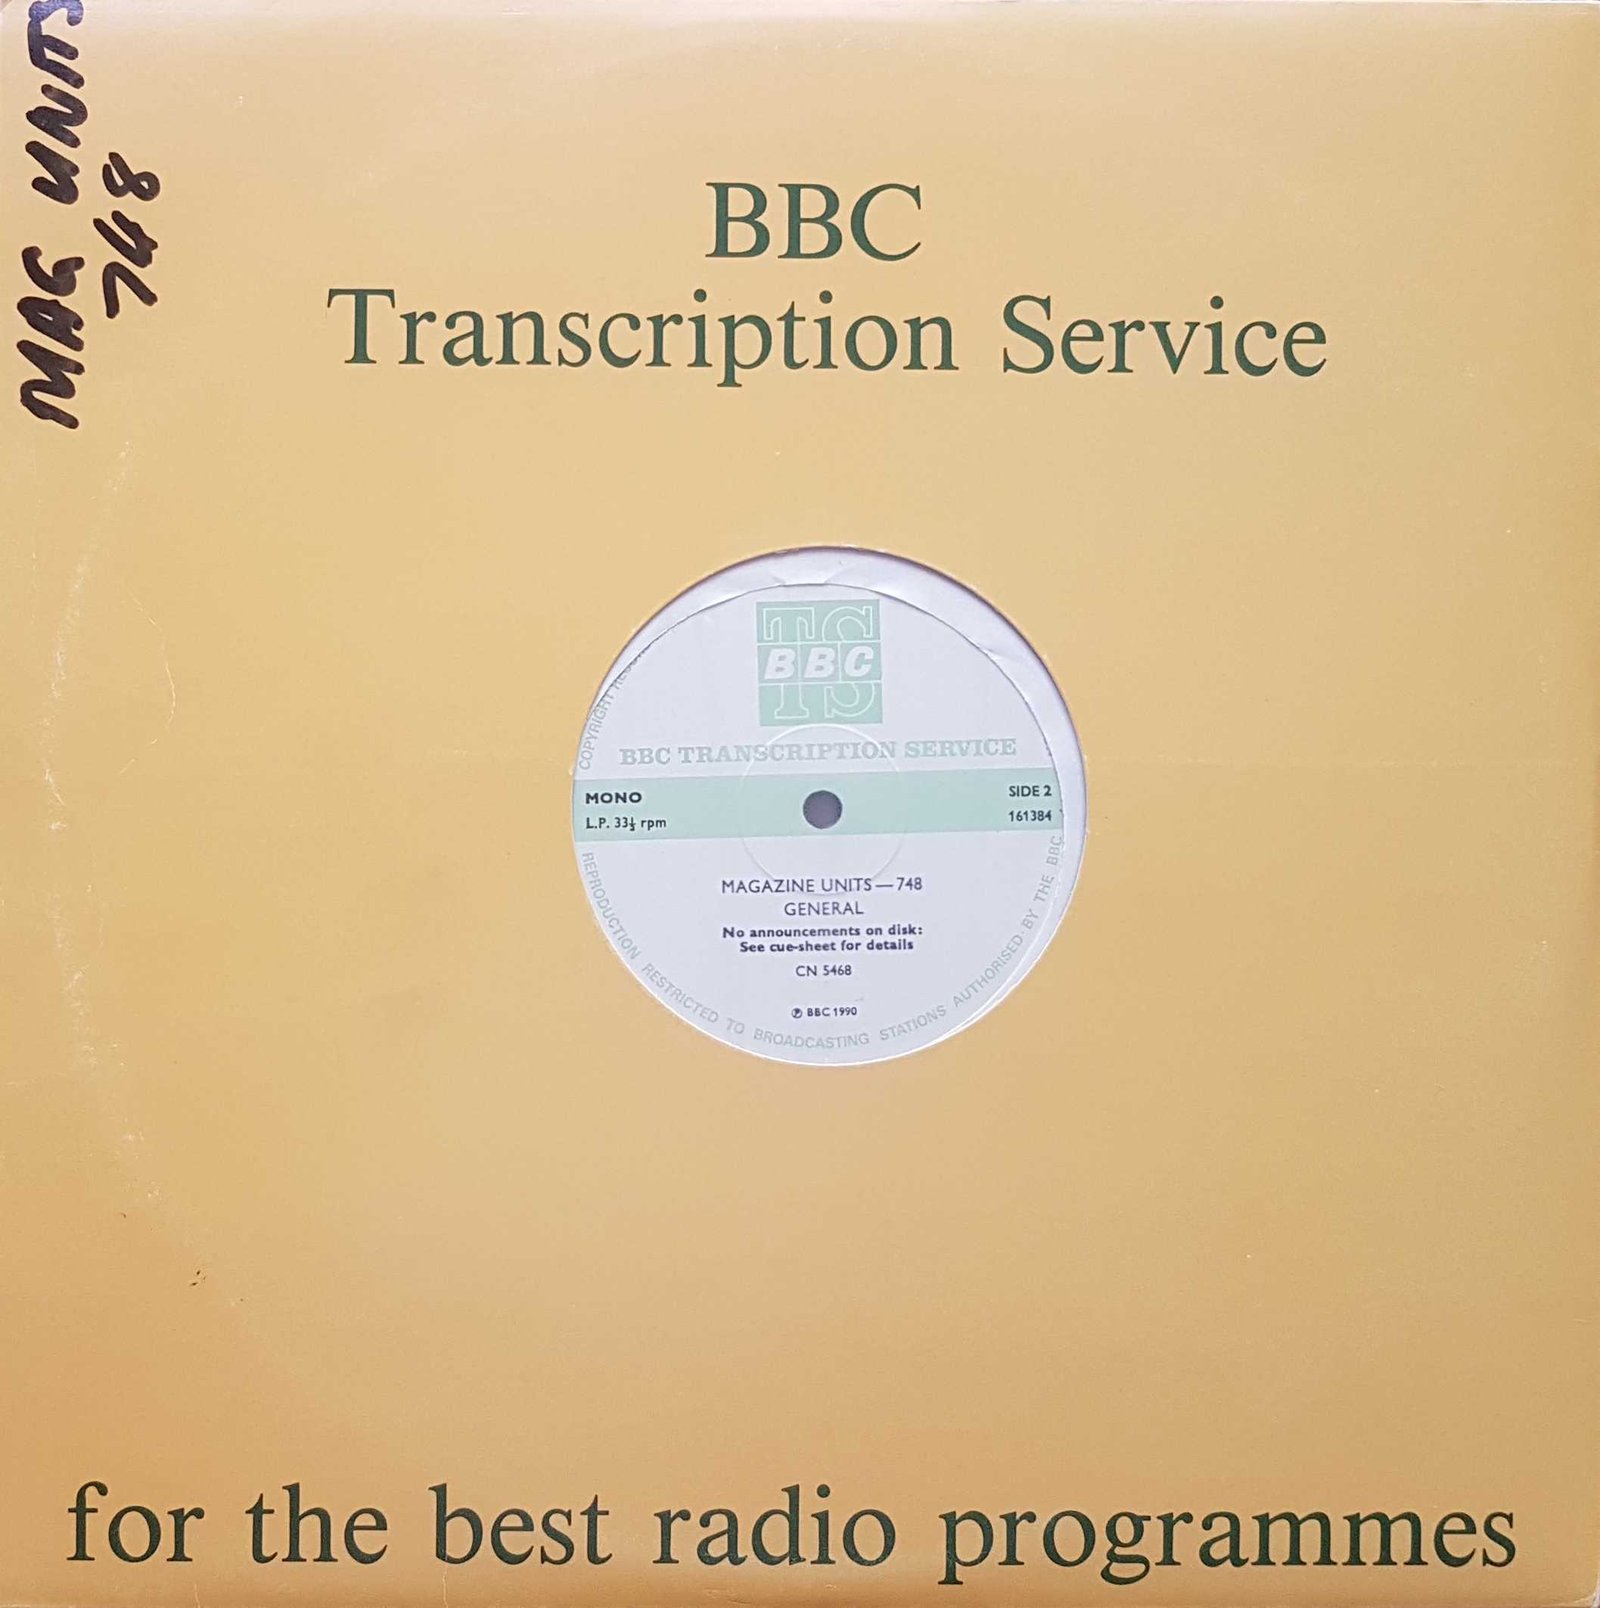 MAG UNITS
748
BBC
Transcription Service
TS
BBC
TS
COPYRIGHT
BBC TRANSCRIPTION SERVICE
MONO
SIDE 2
L.P. 33⅓ rpm
161384
MAGAZINE UNITS — 748
GENERAL
No announcements on disk:
See cue-sheet for details
CN 5468
℗ BBC 1990
REPRODUCTION RESTRICTED TO BROADCASTING STATIONS AUTHORISED BY THE BBC
for the best radio programmes